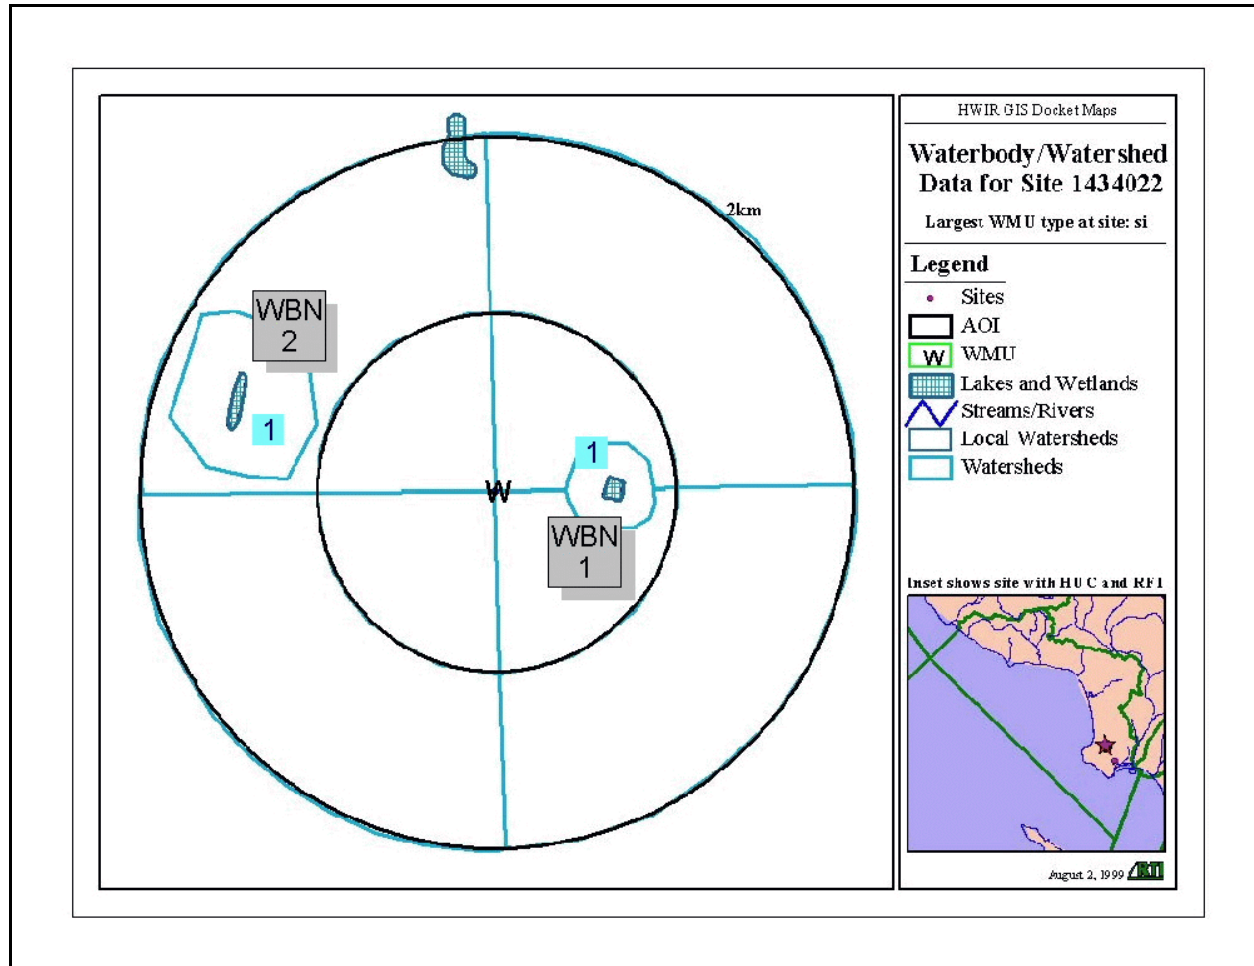 2km
WBN
2
1
1
W
WBN
1
HWIR GIS Docket Maps
Waterbody/Watershed
Data for Site 1434022
Largest WMU type at site: si
Legend
Sites
AOI
W WMU
Lakes and Wetlands
Streams/Rivers
Local Watersheds
Watersheds
Inset shows site with HUC and RF1
August 2, 1999 RTI